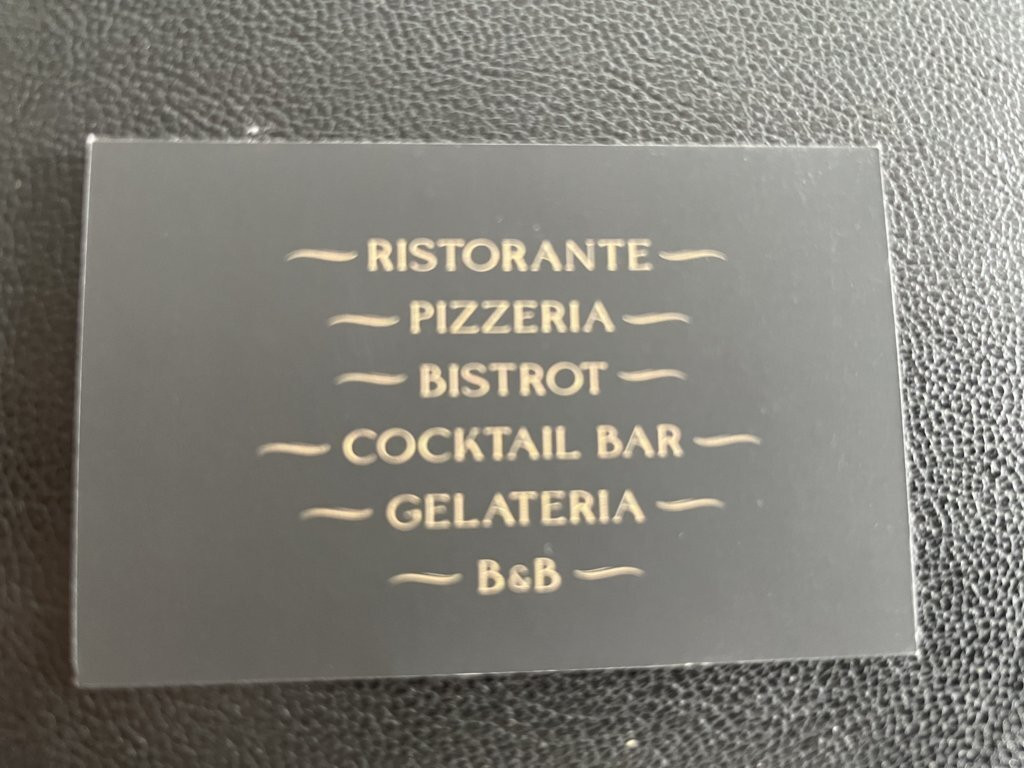 RISTORANTE
PIZZERIA
BISTROT
COCKTAIL BAR
GELATERIA
B&B